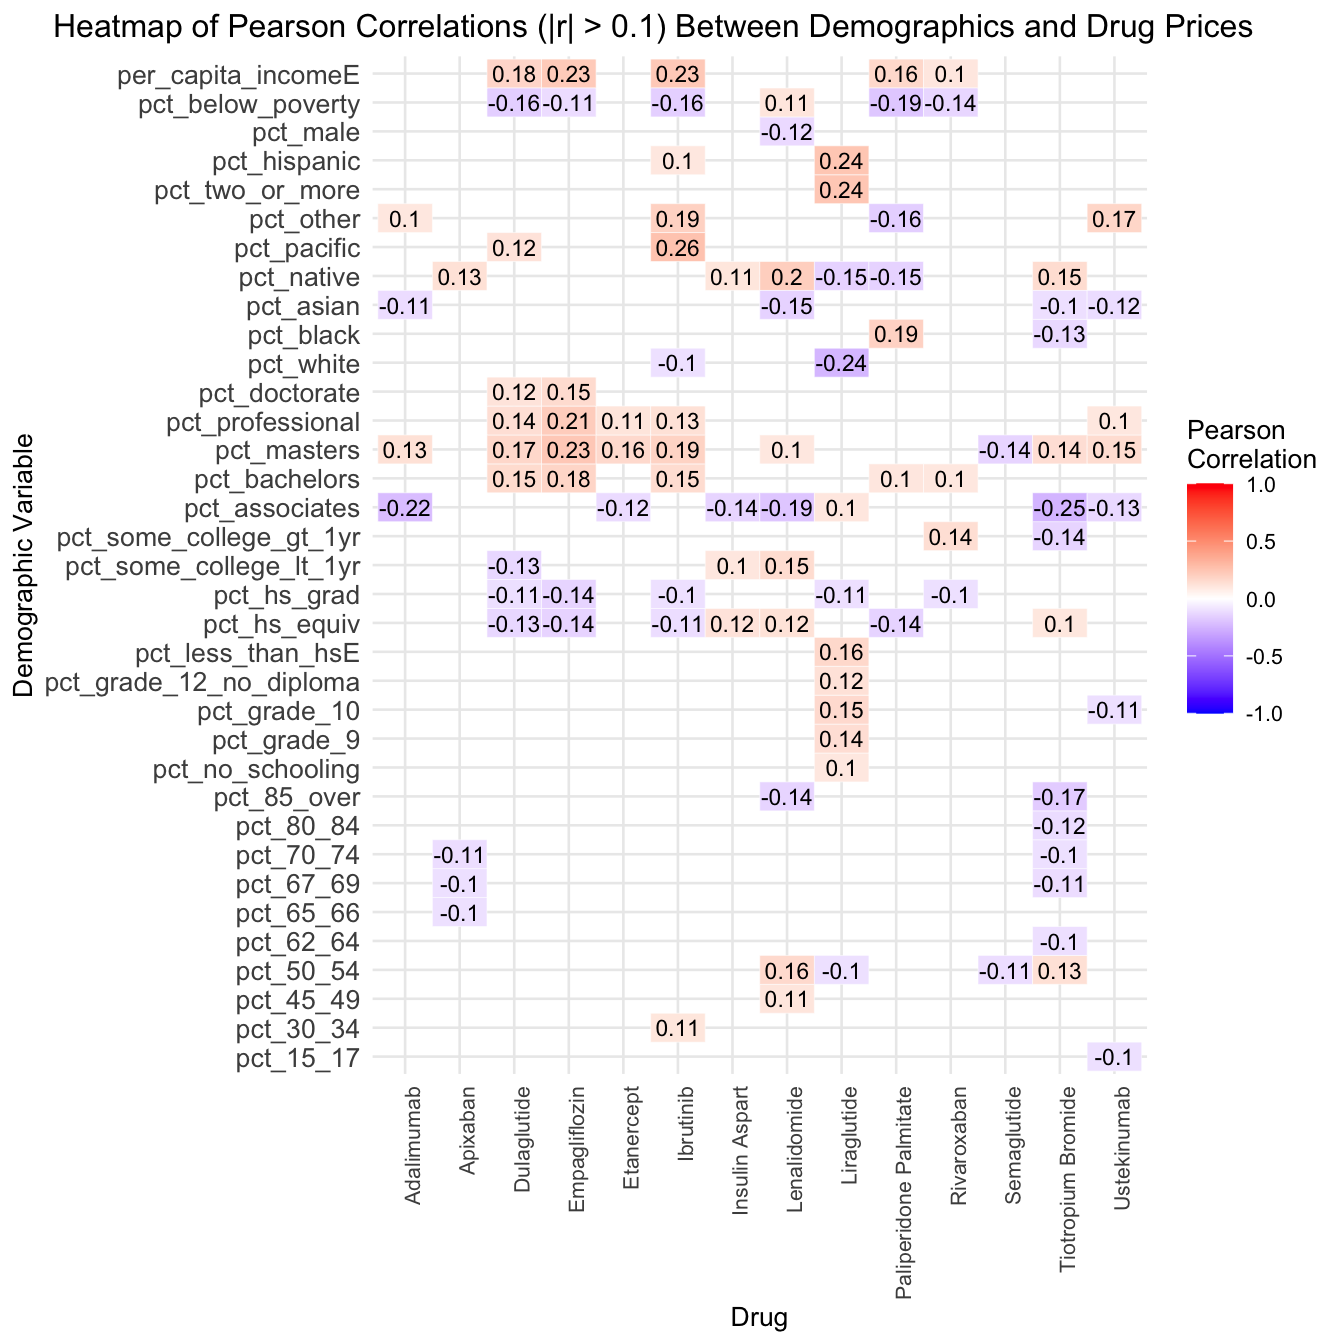 Heatmap of Pearson Correlations (|r| > 0.1) Between Demographics and Drug Prices
per_capita_incomeE 0.18 0.23 0.23 0.16 0.1
pct_below_poverty -0.16 -0.11 -0.16 0.11 -0.19 -0.14
pct_male -0.12
pct_hispanic 0.1 0.24
pct_two_or_more 0.24
pct_other 0.1 0.19 -0.16 0.17
pct_pacific 0.12 0.26
pct_native 0.13 0.11 0.2 -0.15 -0.15 0.15
pct_asian -0.11 -0.15 -0.1 -0.12
pct_black 0.19 -0.13
pct_white -0.1 -0.24
pct_doctorate 0.12 0.15
pct_professional 0.14 0.21 0.11 0.13 0.1
pct_masters 0.13 0.17 0.23 0.16 0.19 0.1 -0.14 0.14 0.15
pct_bachelors 0.15 0.18 0.15 0.1 0.1
pct_associates -0.22 -0.12 -0.14 -0.19 0.1 -0.25 -0.13
pct_some_college_gt_1yr 0.14 -0.14
pct_some_college_lt_1yr -0.13 0.1 0.15
pct_hs_grad -0.11 -0.14 -0.1 -0.11 -0.1
pct_hs_equiv -0.13 -0.14 -0.11 0.12 0.12 -0.14 0.1
pct_less_than_hsE 0.16
pct_grade_12_no_diploma 0.12
pct_grade_10 0.15 -0.11
pct_grade_9 0.14
pct_no_schooling 0.1
pct_85_over -0.14 -0.17
pct_80_84 -0.12
pct_70_74 -0.11 -0.1
pct_67_69 -0.1 -0.11
pct_65_66 -0.1
pct_62_64 -0.1
pct_50_54 0.16 -0.1 -0.11 0.13
pct_45_49 0.11
pct_30_34 0.11
pct_15_17 -0.1
Demographic Variable
Adalimumab
Apixaban
Dulaglutide
Empagliflozin
Etanercept
Ibrutinib
Insulin Aspart
Lenalidomide
Liraglutide
Paliperidone Palmitate
Rivaroxaban
Semaglutide
Tiotropium Bromide
Ustekinumab
Drug
Pearson
Correlation
1.0
0.5
0.0
-0.5
-1.0